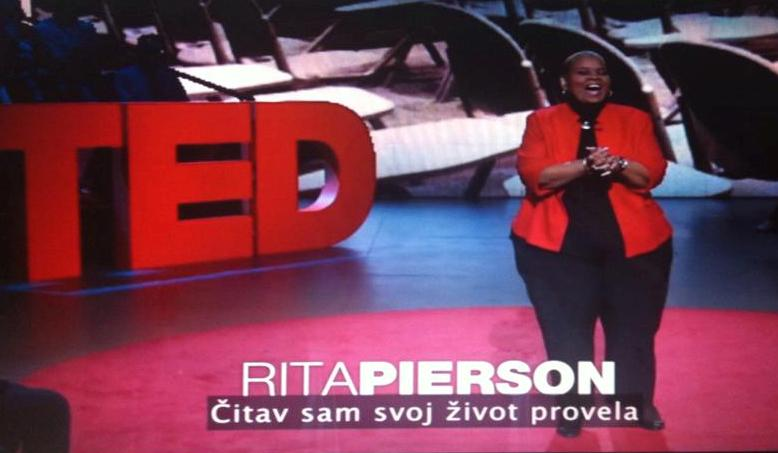 TED
RITAPIERSON
Čitav sam svoj život provela